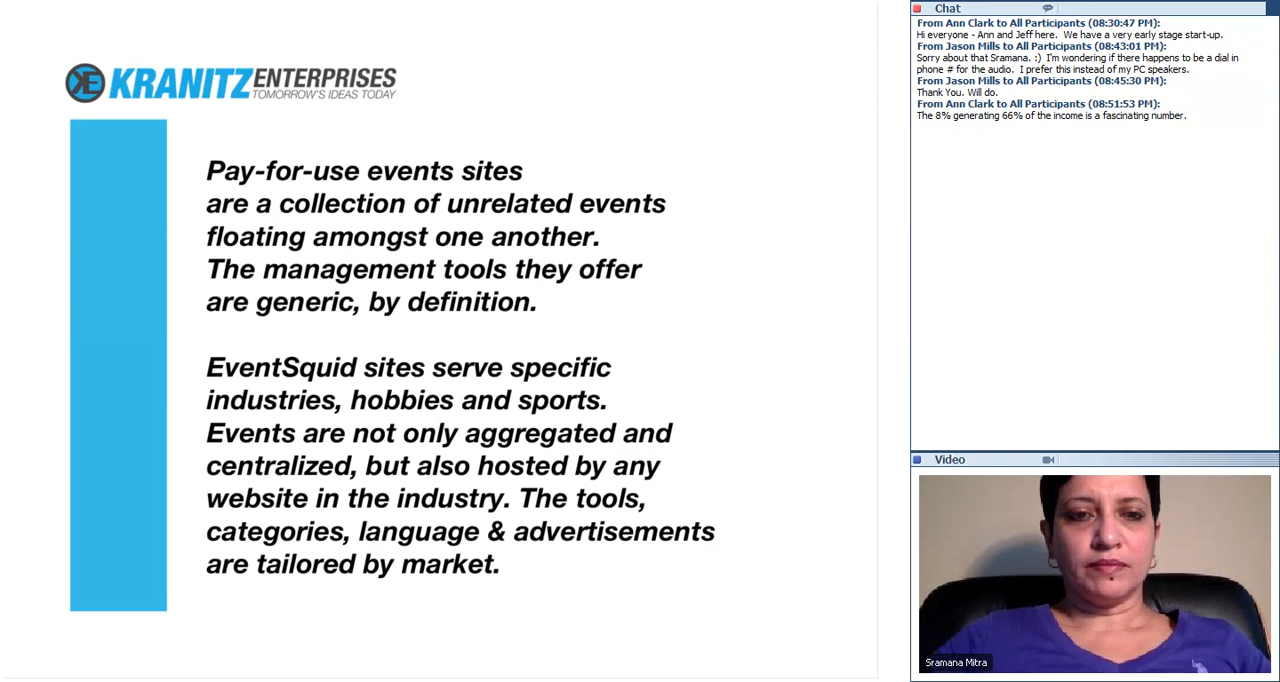 KRANITZ ENTERPRISES
TOMORROW'S IDEAS TODAY
Pay-for-use events sites
are a collection of unrelated events
floating amongst one another.
The management tools they offer
are generic, by definition.
EventSquid sites serve specific
industries, hobbies and sports.
Events are not only aggregated and
centralized, but also hosted by any
website in the industry. The tools,
categories, language & advertisements
are tailored by market.
Chat
From Ann Clark to All Participants (08:30:47 PM):
Hi everyone - Ann and Jeff here.  We have a very early stage start-up.
From Jason Mills to All Participants (08:43:01 PM):
Sorry about that Sramana. :)  I'm wondering if there happens to be a dial in
phone # for the audio.  I prefer this instead of my PC speakers.
From Jason Mills to All Participants (08:45:30 PM):
Thank You. Will do.
From Ann Clark to All Participants (08:51:53 PM):
The 8% generating 66% of the income is a fascinating number.
Video
Sramana Mitra